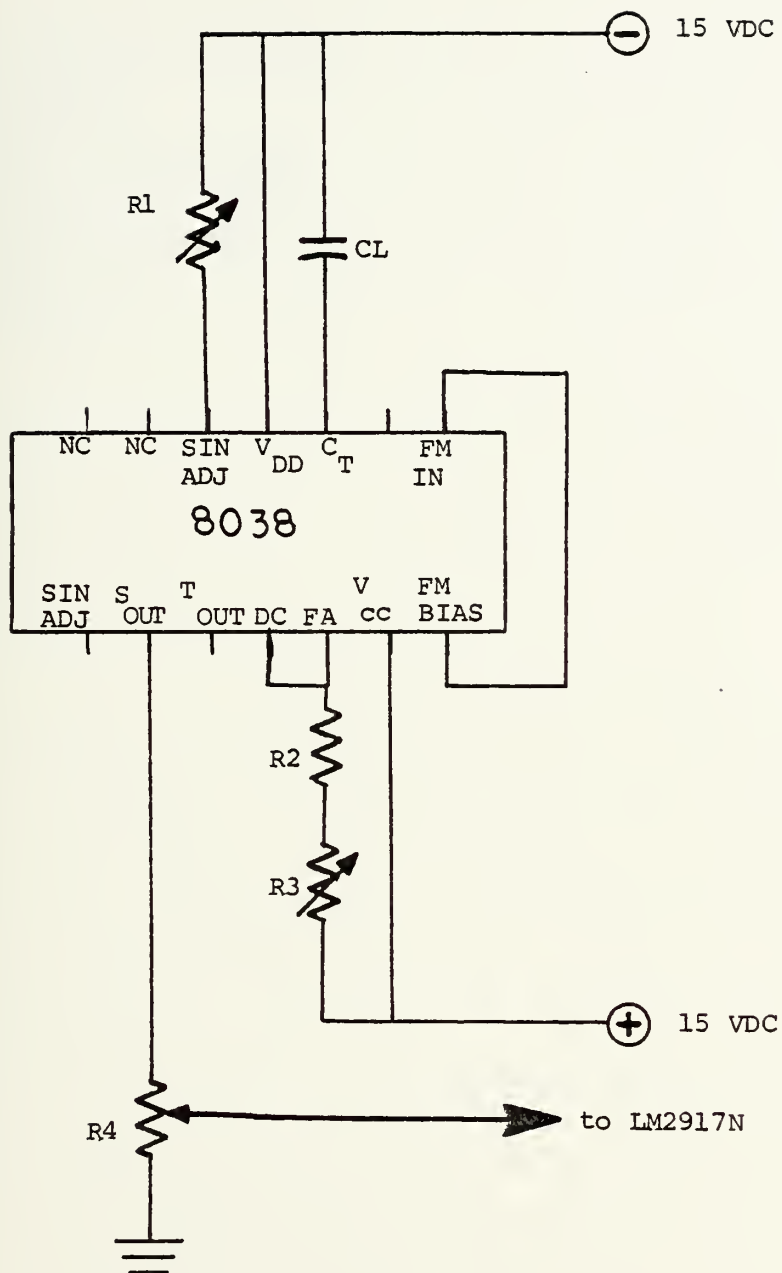 15 VDC
R1
CL
NC NC SIN V DD C T FM
ADJ IN
8038
SIN S T V FM
ADJ OUT OUT DC FA cc BIAS
R2
R3
15 VDC
R4
to LM2917N